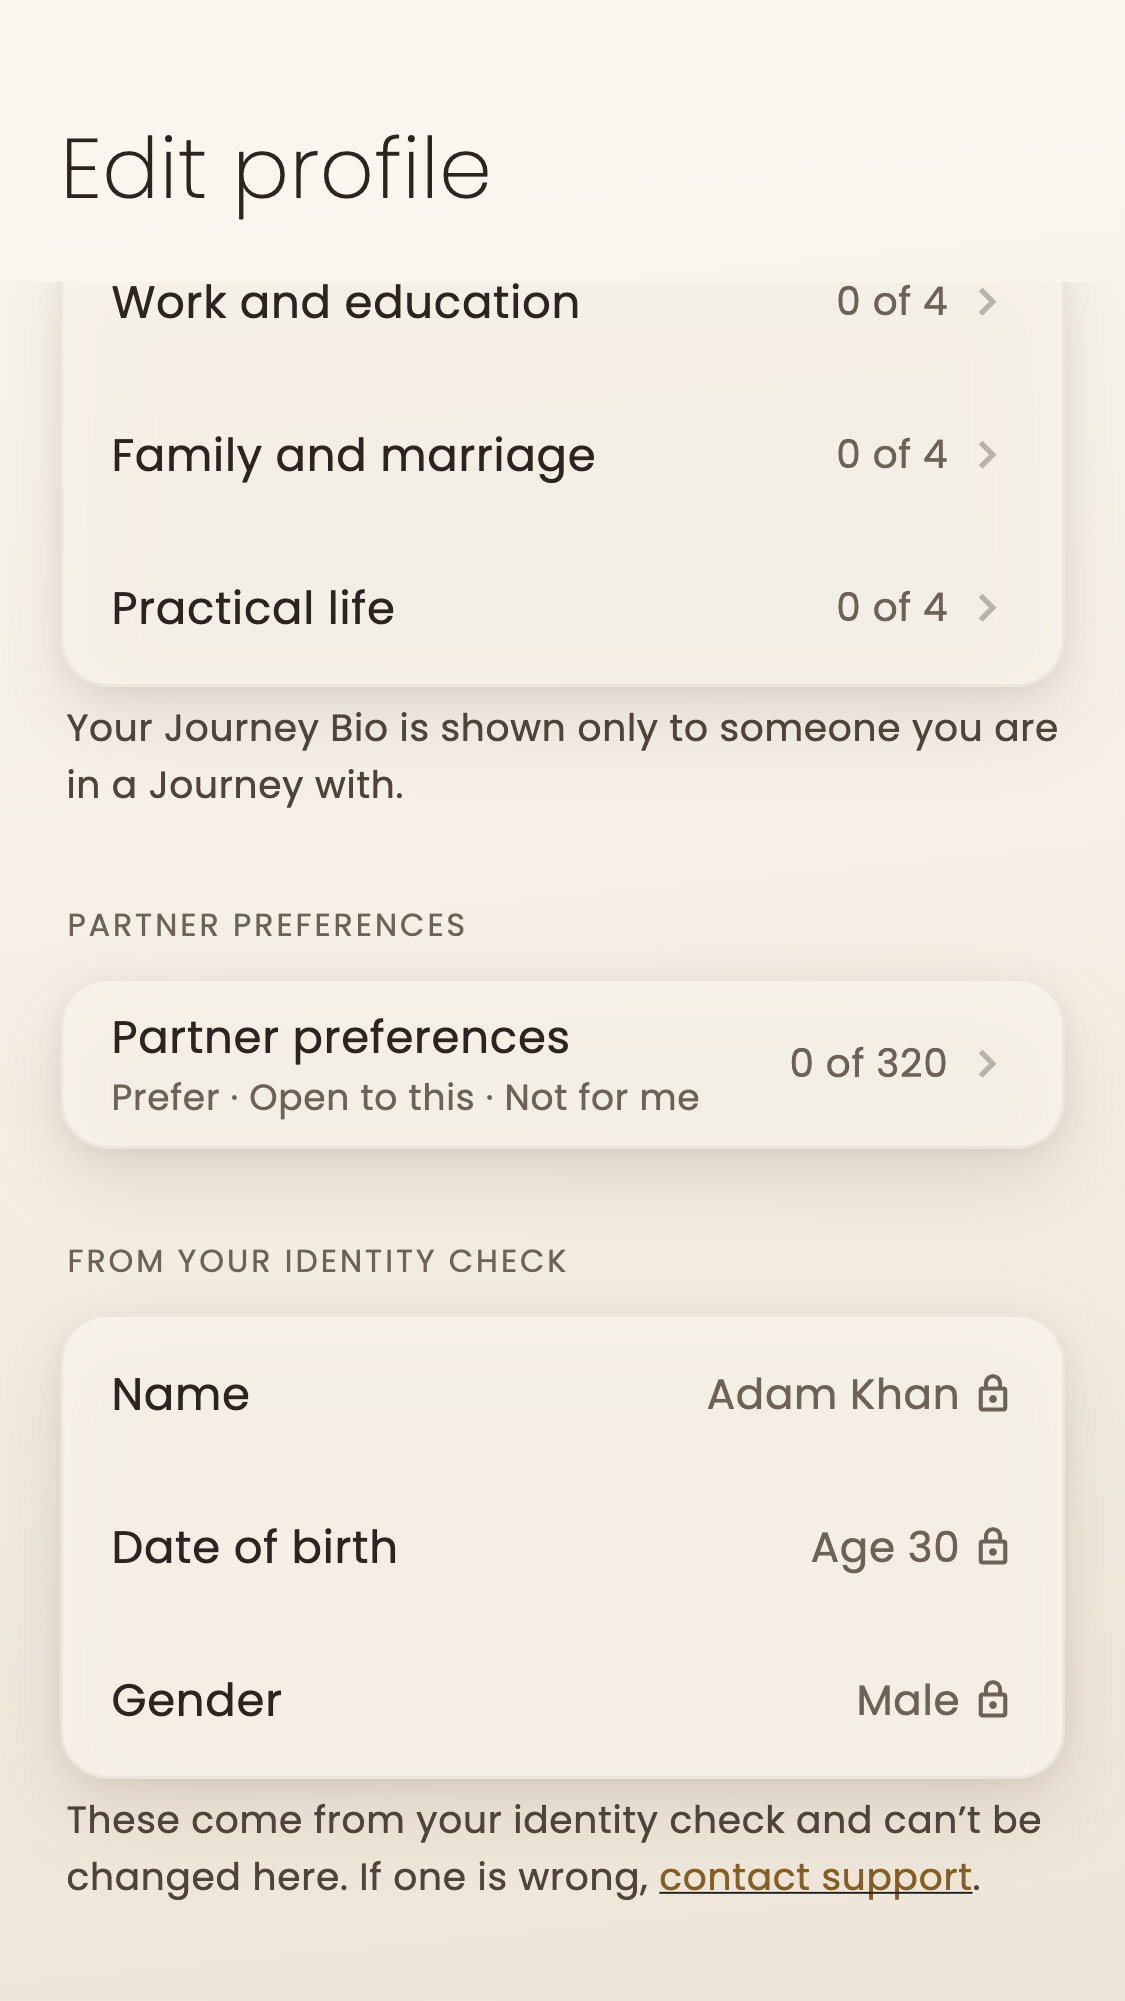 Edit profile
Work and education 0 of 4
Family and marriage 0 of 4
Practical life 0 of 4
Your Journey Bio is shown only to someone you are
in a Journey with.
PARTNER PREFERENCES
Partner preferences
0 of 320
Prefer · Open to this · Not for me
FROM YOUR IDENTITY CHECK
Name Adam Khan
Date of birth Age 30
Gender Male
These come from your identity check and can’t be
changed here. If one is wrong, contact support.